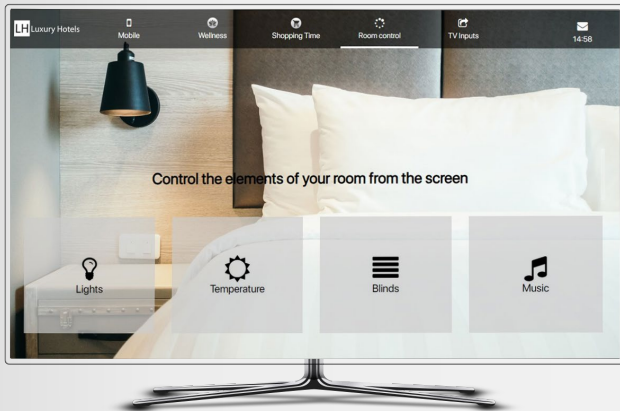 LH Luxury Hotels
Mobile
Wellness
Shopping Time
Room control
TV Inputs
14:58
Control the elements of your room from the screen
Lights
Temperature
Blinds
Music